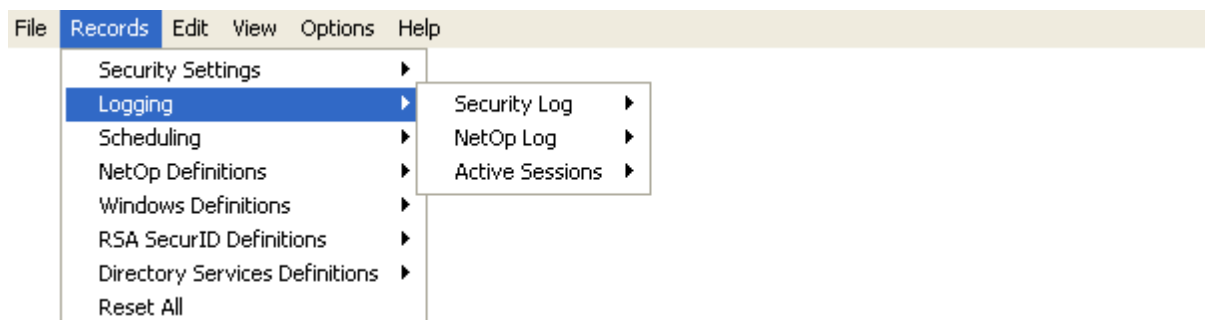 File Records Edit View Options Help
Security Settings
Logging
Security Log
Scheduling
NetOp Log
NetOp Definitions
Active Sessions
Windows Definitions
RSA SecurID Definitions
Directory Services Definitions
Reset All